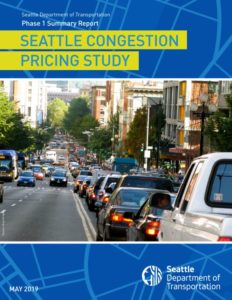 Seattle Department of Transportation
Phase 1 Summary Report
SEATTLE CONGESTION
PRICING STUDY
MAY 2019
Seattle
Department of
Transportation